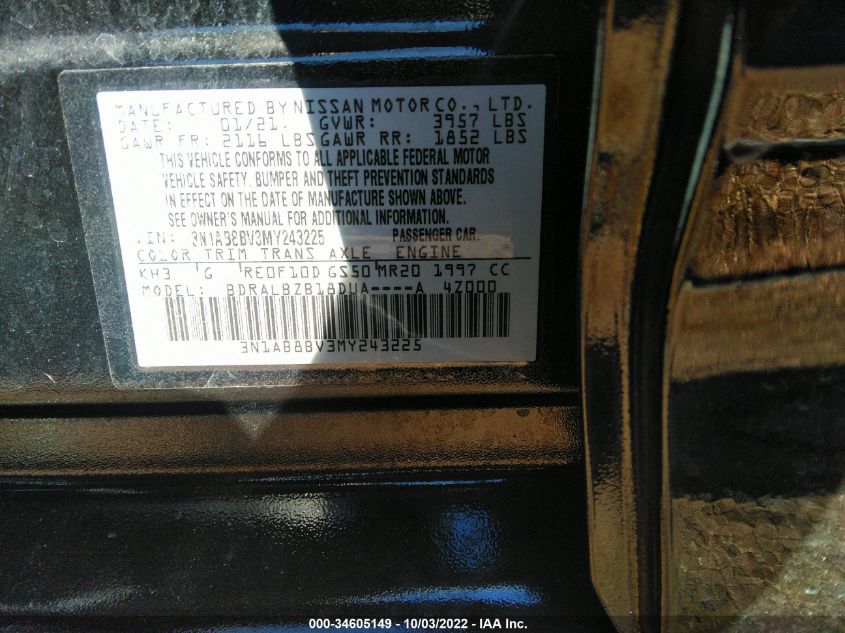 MANUFACTURED BY NISSAN MOTOR CO., LTD.
DATE: 01/21. GVWR: 3957 LBS
GAWR FR: 2116 LBS GAWR RR: 1852 LBS
THIS VEHICLE CONFORMS TO ALL APPLICABLE FEDERAL MOTOR
VEHICLE SAFETY, BUMPER AND THEFT PREVENTION STANDARDS
IN EFFECT ON THE DATE OF MANUFACTURE SHOWN ABOVE.
SEE OWNER'S MANUAL FOR ADDITIONAL INFORMATION.
.IN: 3N1AB8BV3MY243225 PASSENGER CAR.
COLOR TRIM TRANS AXLE ENGINE
KH3 G RE0F10D GS50 MR20 1997 CC
MODEL: BDRALBZB18DUA----A 4Z000
3N1AB8BV3MY243225
000-34605149 - 10/03/2022 - IAA Inc.